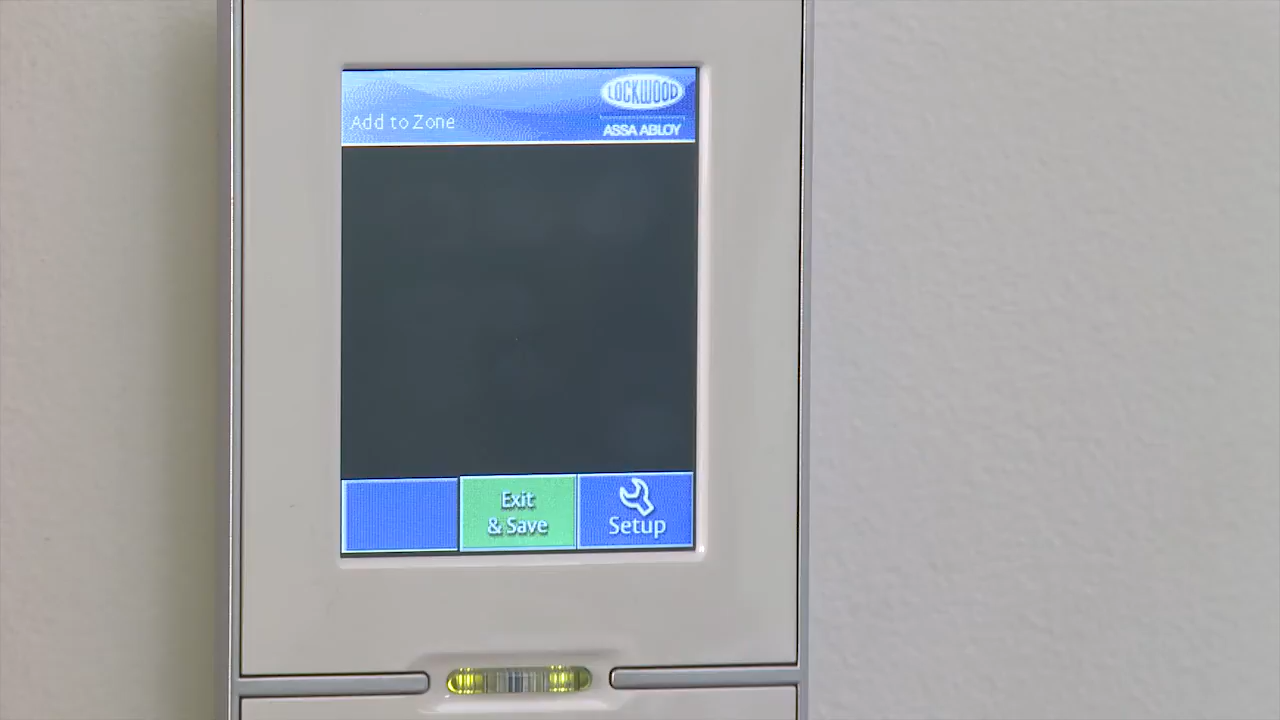 LOCKWOOD
Add to Zone
ASSA ABLOY
Exit
& Save
Setup